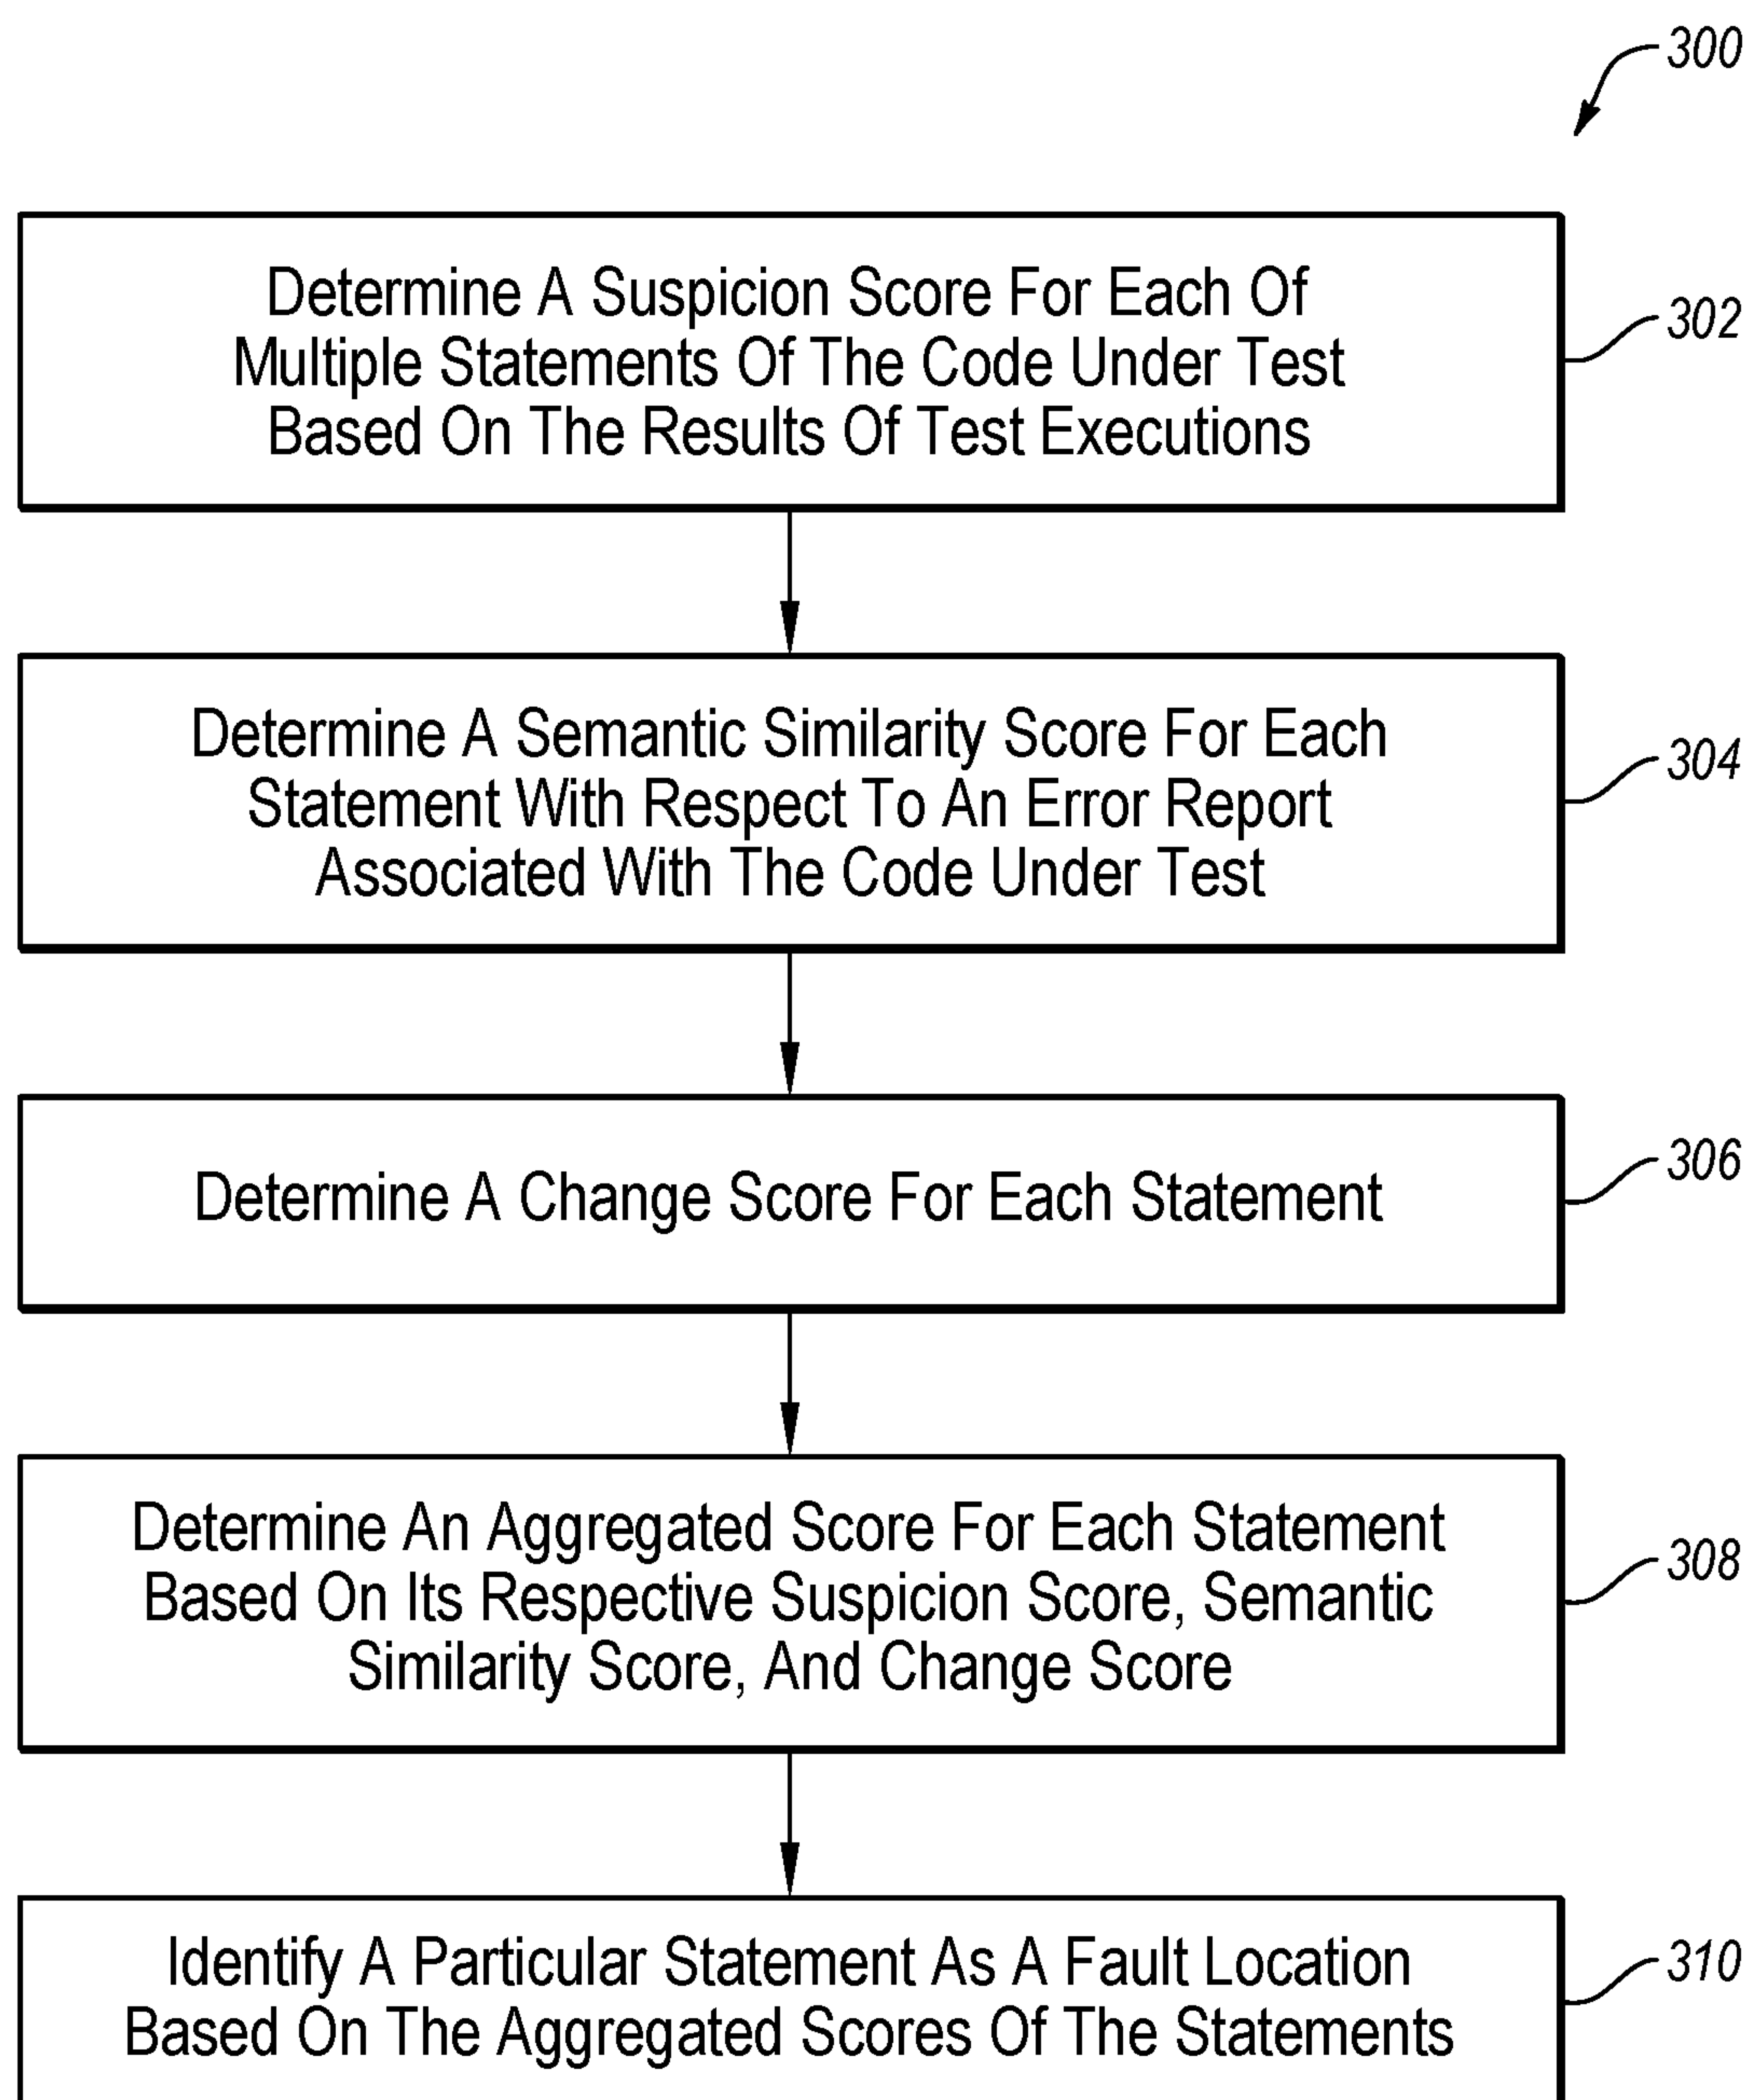 300
Determine A Suspicion Score For Each Of
Multiple Statements Of The Code Under Test
Based On The Results Of Test Executions
302
Determine A Semantic Similarity Score For Each
Statement With Respect To An Error Report
Associated With The Code Under Test
304
Determine A Change Score For Each Statement
306
Determine An Aggregated Score For Each Statement
Based On Its Respective Suspicion Score, Semantic
Similarity Score, And Change Score
308
Identify A Particular Statement As A Fault Location
Based On The Aggregated Scores Of The Statements
310